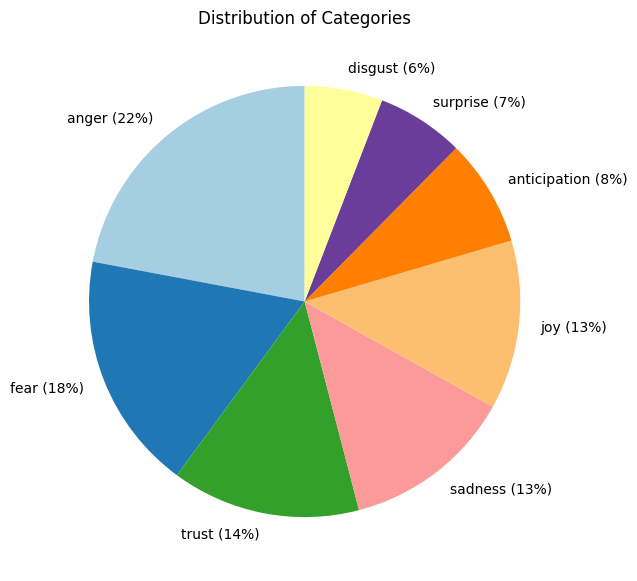 Distribution of Categories
disgust (6%)
surprise (7%)
anger (22%)
anticipation (8%)
joy (13%)
fear (18%)
sadness (13%)
trust (14%)